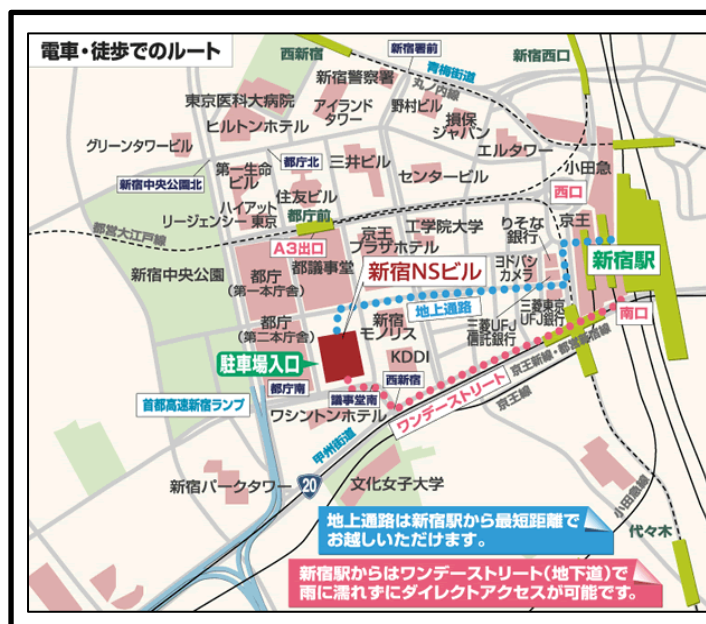 電車・徒歩でのルート
西新宿
新宿署前
新宿西口
青梅街道
新宿警察署
丸ノ内線
東京医科大病院
アイランド
タワー
野村ビル
損保
ジャパン
ヒルトンホテル
グリーンタワービル
エルタワー
小田急
都庁北
三井ビル
第一生命
ビル
センタービル
新宿中央公園北
住友ビル
西口
ハイアット
リージェンシー 東京
都庁前
京王
プラザホテル
工学院大学
りそな
銀行
京王
都営大江戸線
A3出口
新宿駅
新宿中央公園
都庁
(第一本庁舎)
都議事堂
新宿NSビル
ヨドバシ
カメラ
地上通路
三菱東京
UFJ銀行
南口
都庁
(第二本庁舎)
新宿
モノリス
三菱UFJ
信託銀行
駐車場入口
KDDI
京王新線・都営新宿線
都庁南
議事堂南
西新宿
京王線
首都高速新宿ランプ
ワシントンホテル
ワンデーストリート
甲州街道
新宿パークタワー
20
文化女子大学
小田急線
地上通路は新宿駅から最短距離で
お越しいただけます。
代々木
新宿駅からはワンデーストリート(地下道)で
雨に濡れずにダイレクトアクセスが可能です。